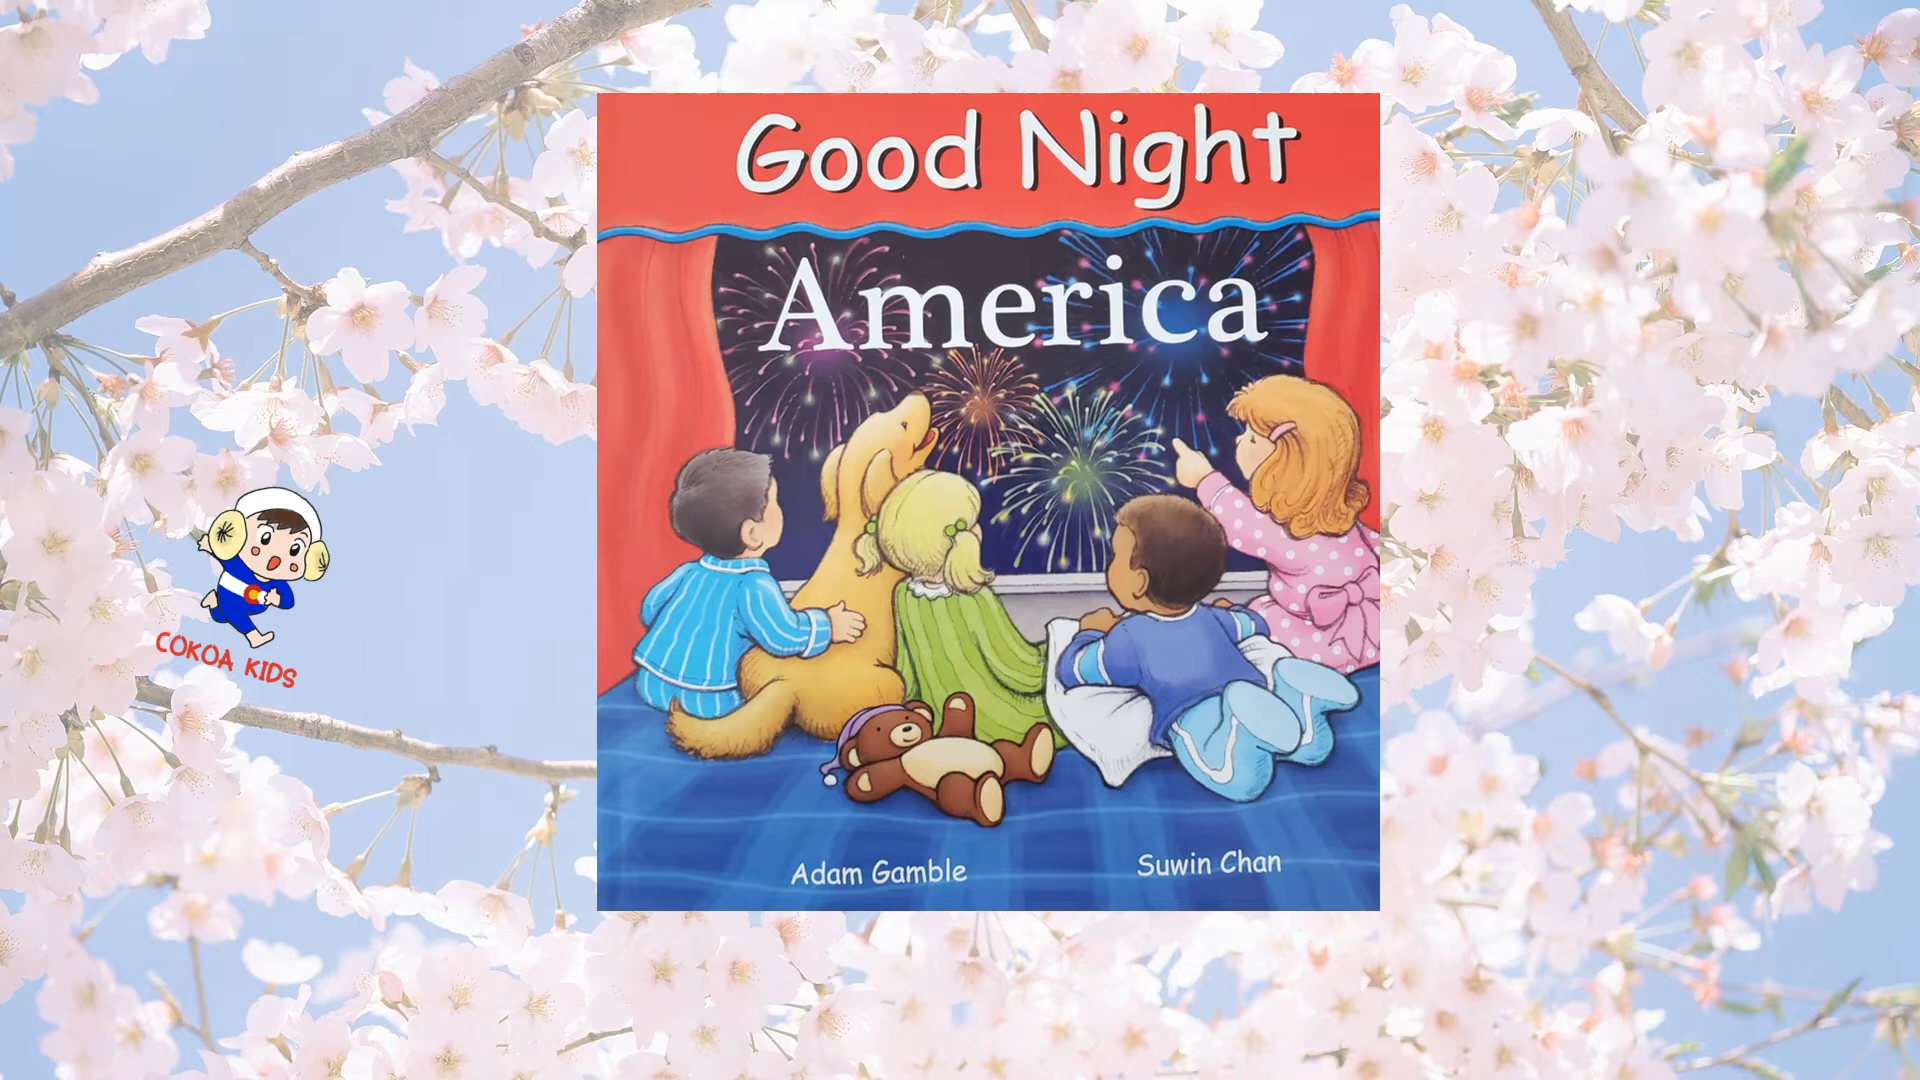 Good Night
America
COKOA KIDS
Adam Gamble
Suwin Chan